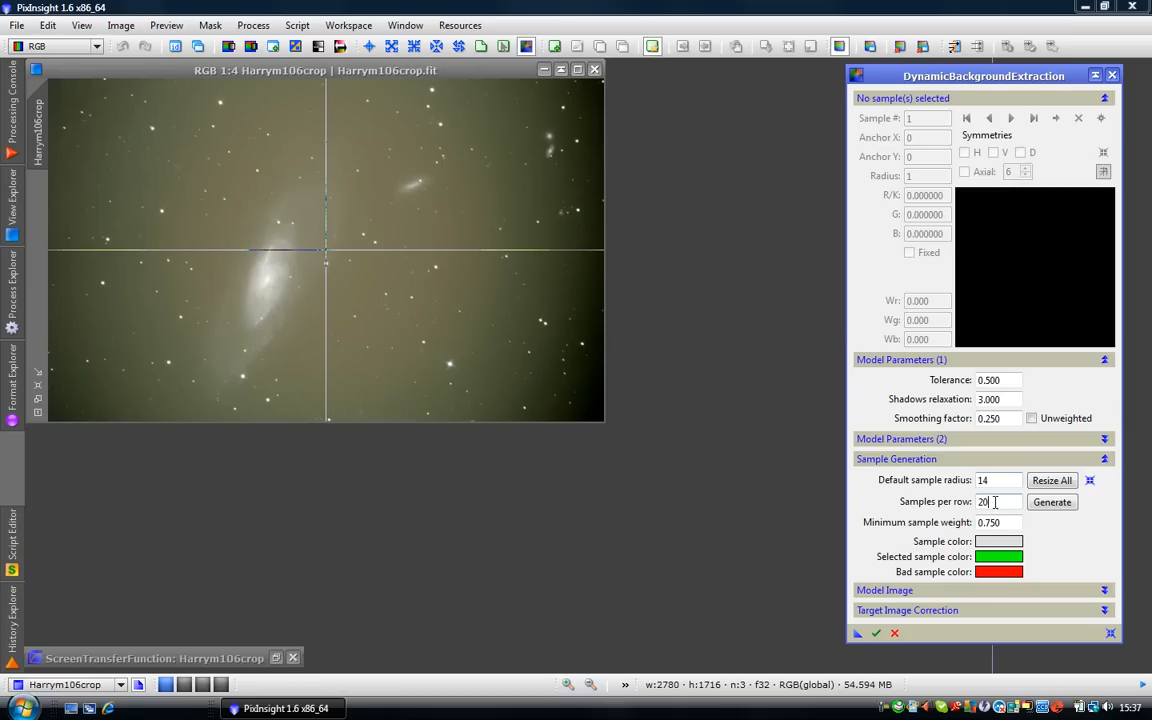 PixInsight 1.6 x86_64
File Edit View Image Preview Mask Process Script Workspace Window Resources
RGB
RGB 1:4 Harrym106crop | Harrym106crop.fit
Harrym106crop
Processing Console
View Explorer
Process Explorer
Format Explorer
Script Editor
History Explorer
DynamicBackgroundExtraction
No sample(s) selected
Sample #: 1
Anchor X: 0
Symmetries
Anchor Y: 0
H V D
Radius: 1
Axial: 6
R/K: 0.000000
G: 0.000000
B: 0.000000
Fixed
Wr: 0.000
Wg: 0.000
Wb: 0.000
Model Parameters (1)
Tolerance: 0.500
Shadows relaxation: 3.000
Smoothing factor: 0.250 Unweighted
Model Parameters (2)
Sample Generation
Default sample radius: 14 Resize All
Samples per row: 20 Generate
Minimum sample weight: 0.750
Sample color:
Selected sample color:
Bad sample color:
Model Image
Target Image Correction
ScreenTransferFunction: Harrym106crop
Harrym106crop
w:2780 · h:1716 · n:3 · f32 · RGB(global) · 54.594 MB
PixInsight 1.6 x86_64
15:37